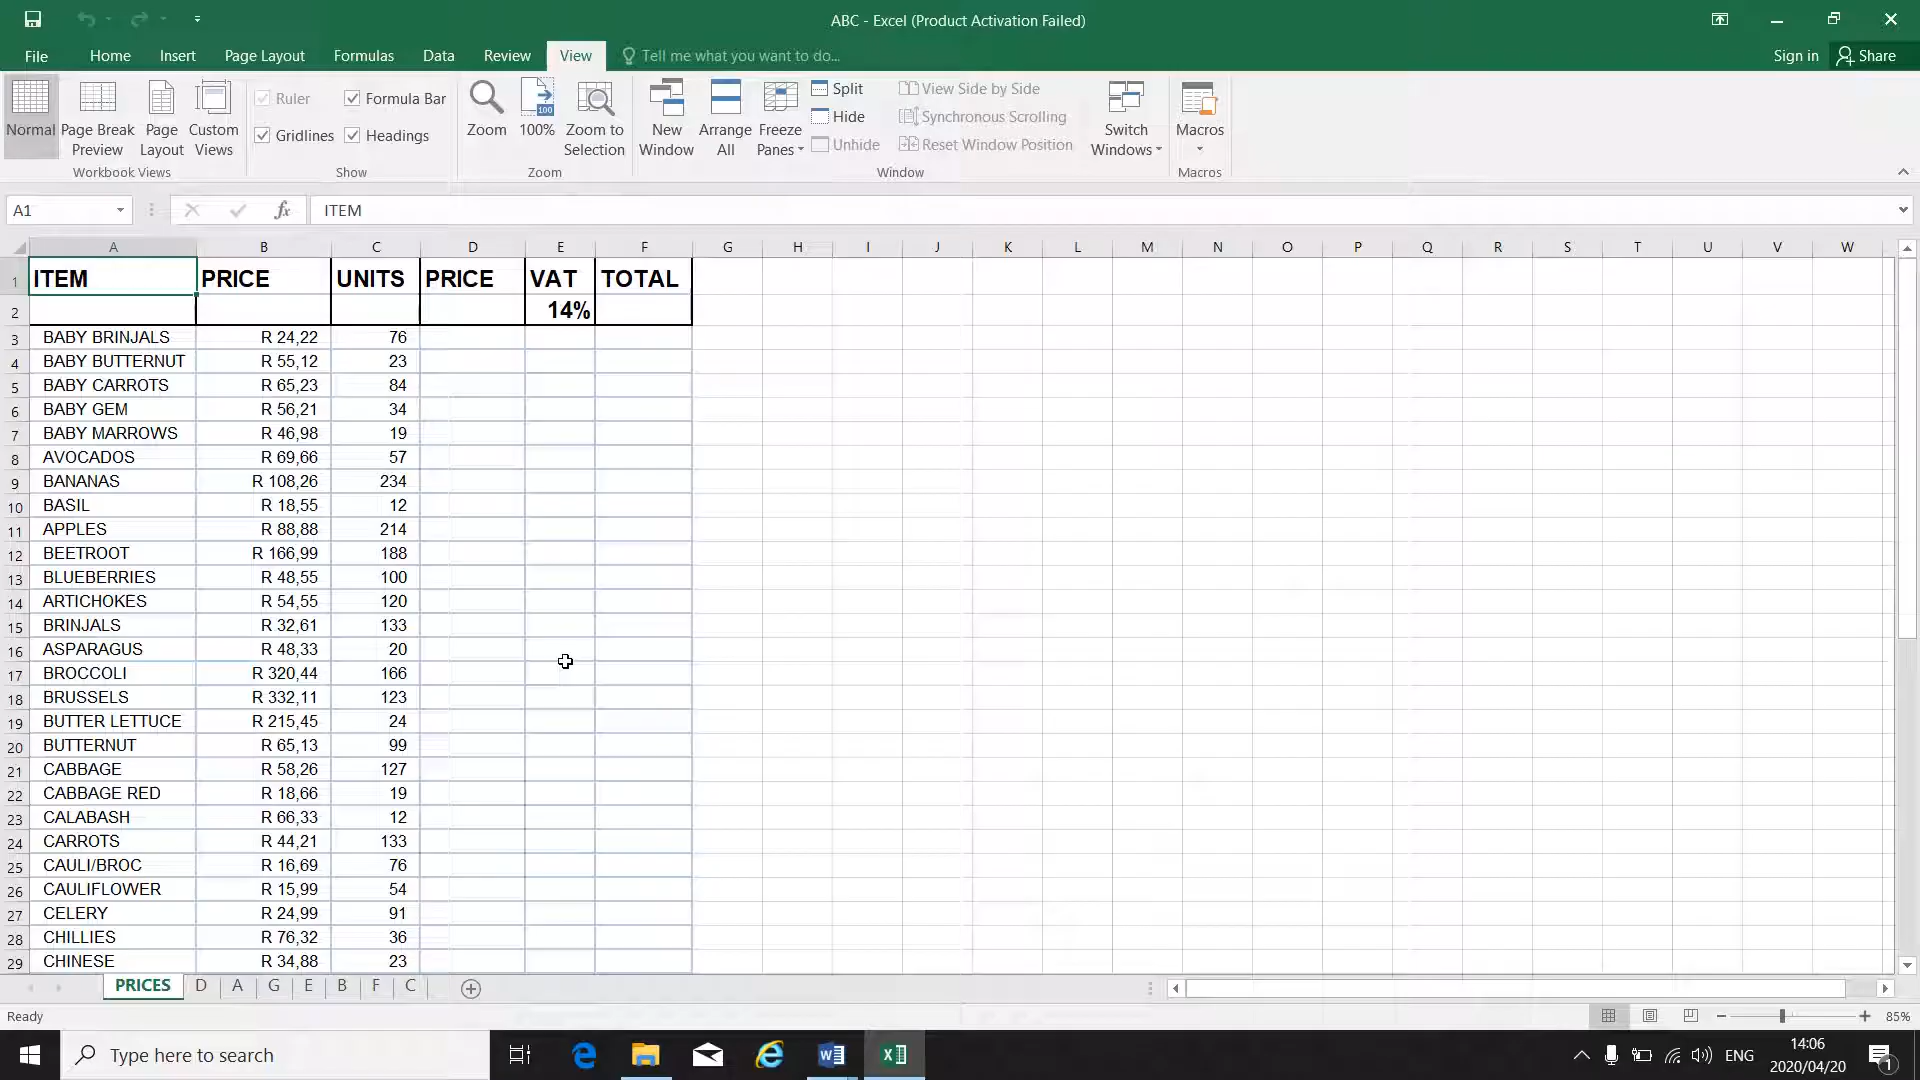 ABC - Excel (Product Activation Failed)
File Home Insert Page Layout Formulas Data Review View Tell me what you want to do... Sign in Share
Normal Page Break Preview Page Layout Custom Views
Ruler Formula Bar
Gridlines Headings
Zoom 100% Zoom to Selection
100
New Window Arrange All Freeze Panes
Split View Side by Side
Hide Synchronous Scrolling
Unhide Reset Window Position
Switch Windows Macros
Workbook Views Show Zoom Window Macros
A1 fx ITEM
A B C D E F G H I J K L M N O P Q R S T U V W
1 ITEM PRICE UNITS PRICE VAT TOTAL
2 14%
3 BABY BRINJALS R 24,22 76
4 BABY BUTTERNUT R 55,12 23
5 BABY CARROTS R 65,23 84
6 BABY GEM R 56,21 34
7 BABY MARROWS R 46,98 19
8 AVOCADOS R 69,66 57
9 BANANAS R 108,26 234
10 BASIL R 18,55 12
11 APPLES R 88,88 214
12 BEETROOT R 166,99 188
13 BLUEBERRIES R 48,55 100
14 ARTICHOKES R 54,55 120
15 BRINJALS R 32,61 133
16 ASPARAGUS R 48,33 20
17 BROCCOLI R 320,44 166
18 BRUSSELS R 332,11 123
19 BUTTER LETTUCE R 215,45 24
20 BUTTERNUT R 65,13 99
21 CABBAGE R 58,26 127
22 CABBAGE RED R 18,66 19
23 CALABASH R 66,33 12
24 CARROTS R 44,21 133
25 CAULI/BROC R 16,69 76
26 CAULIFLOWER R 15,99 54
27 CELERY R 24,99 91
28 CHILLIES R 76,32 36
29 CHINESE R 34,88 23
PRICES D A G E B F C
Ready 85%
Type here to search ENG 14:06
2020/04/20 1